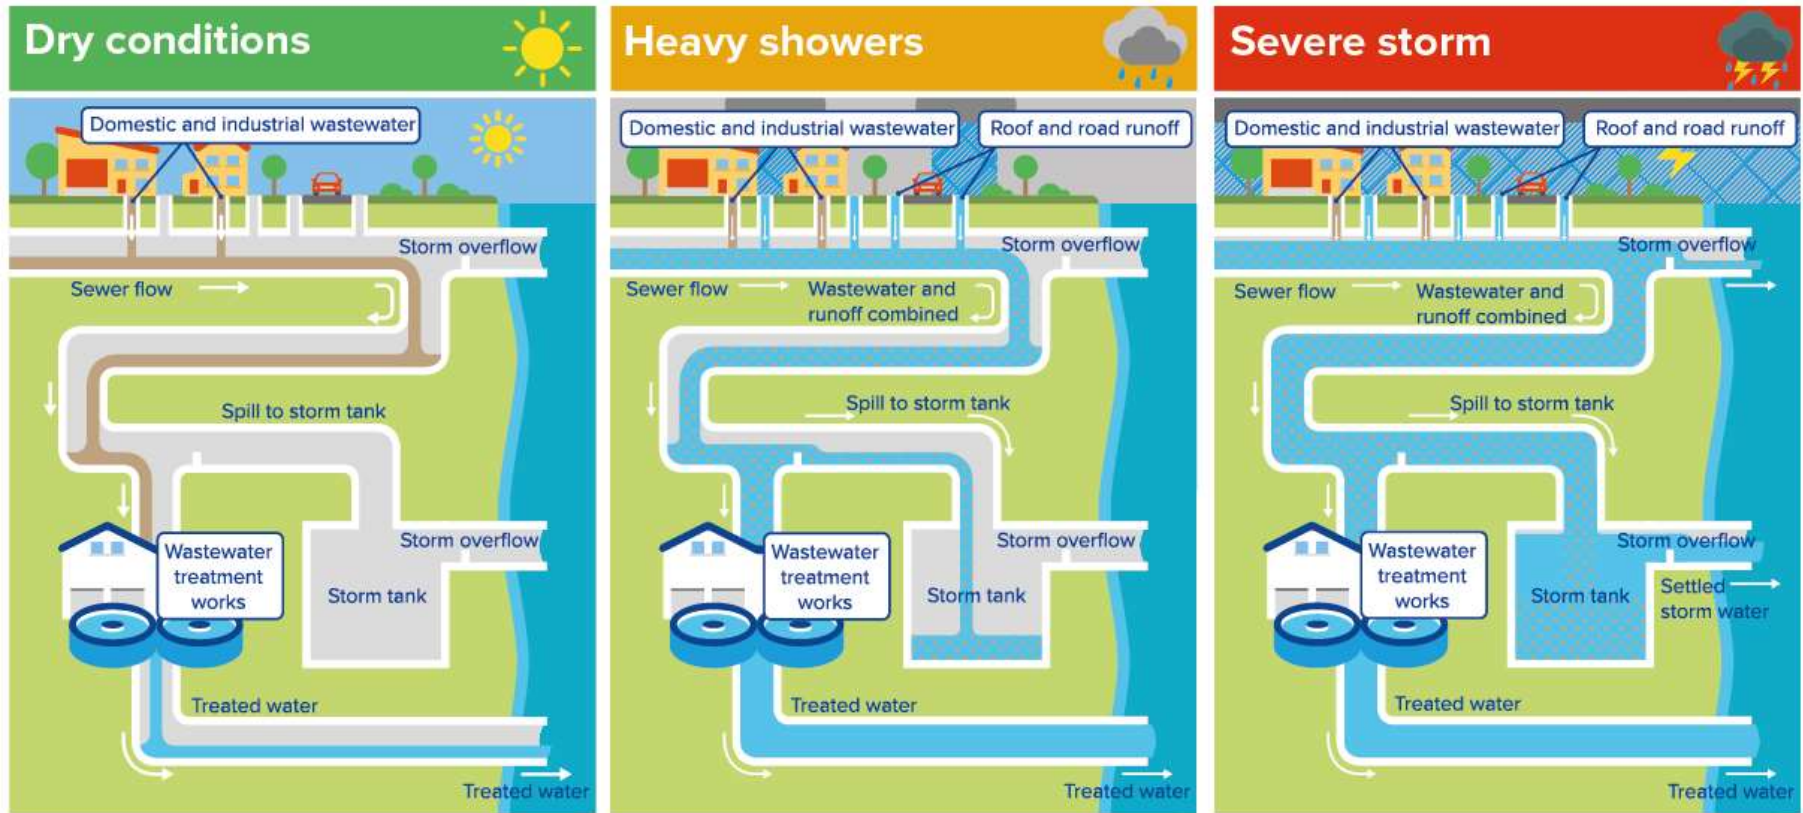 Dry conditions
Domestic and industrial wastewater
Storm overflow
Sewer flow
Spill to storm tank
Wastewater
treatment
works
Storm overflow
Storm tank
Treated water
Treated water
Heavy showers
Domestic and industrial wastewater
Roof and road runoff
Storm overflow
Sewer flow
Wastewater and
runoff combined
Spill to storm tank
Wastewater
treatment
works
Storm overflow
Storm tank
Treated water
Treated water
Severe storm
Domestic and industrial wastewater
Roof and road runoff
Storm overflow
Sewer flow
Wastewater and
runoff combined
Spill to storm tank
Wastewater
treatment
works
Storm overflow
Storm tank
Settled
storm water
Treated water
Treated water